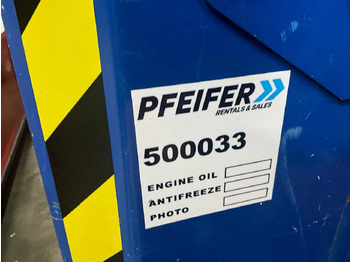 PFEIFER
RENTALS & SALES
500033
ENGINE OIL
ANTIFREEZE
PHOTO